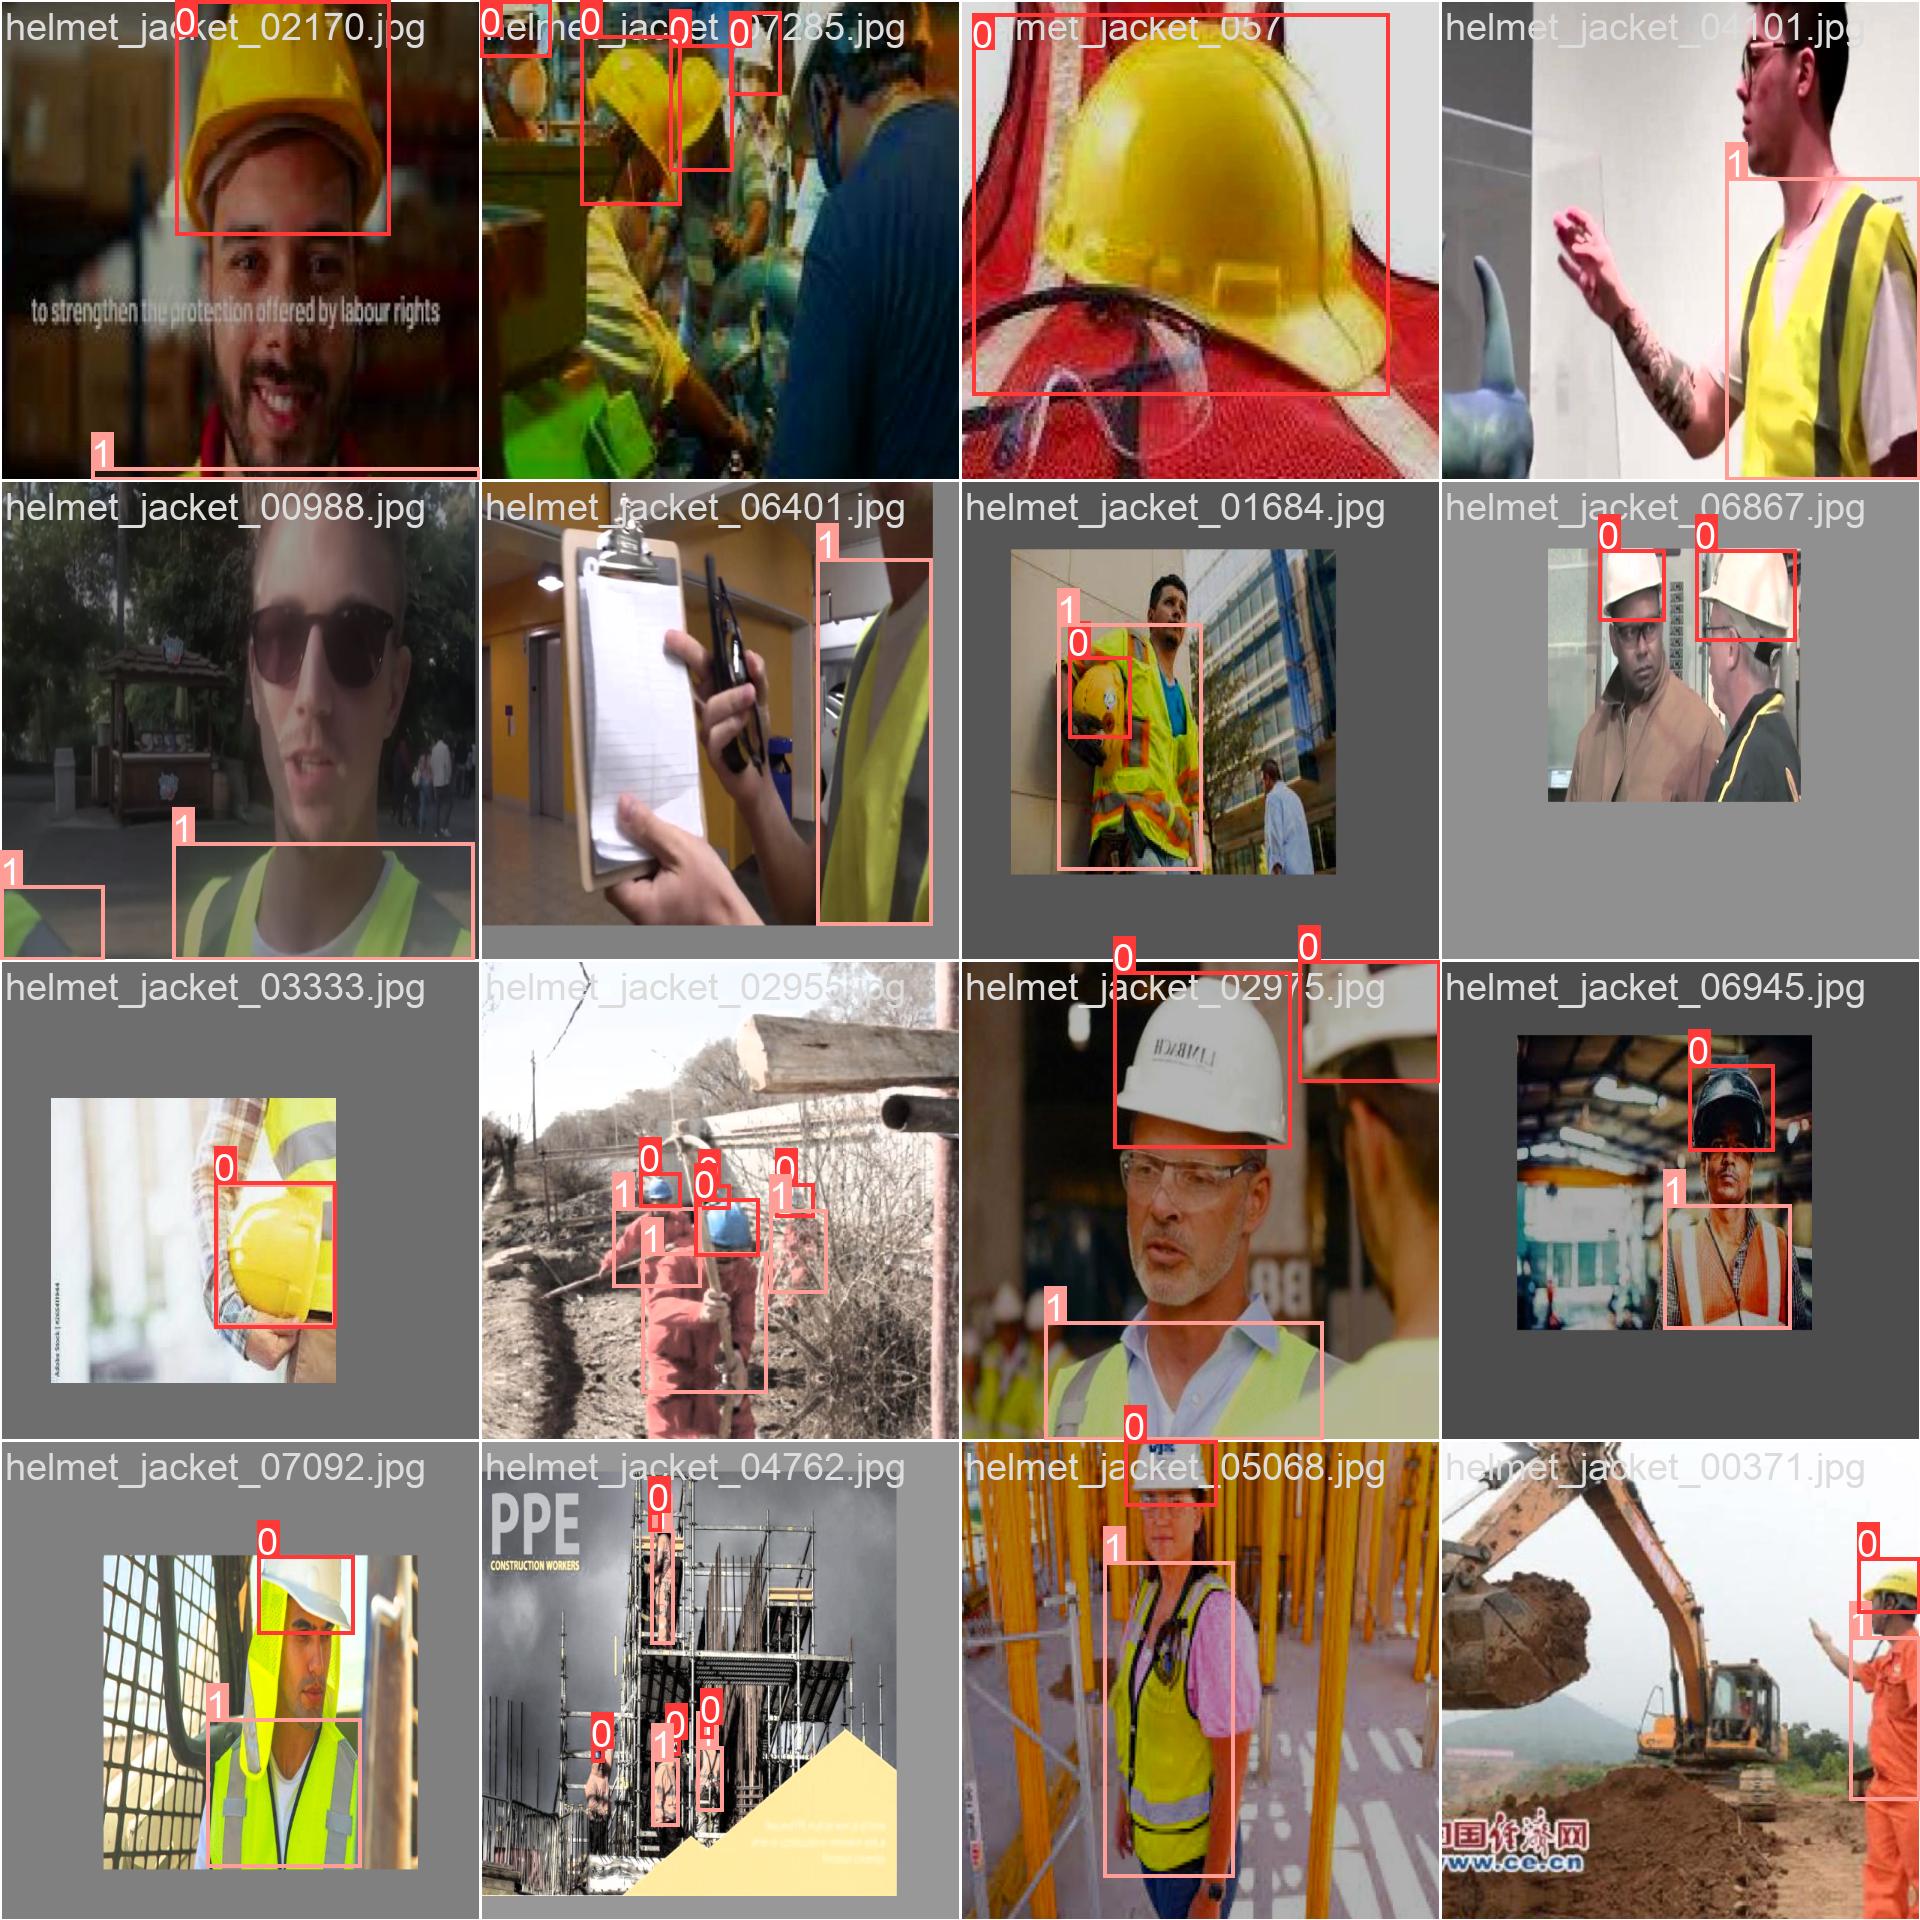 helmet_jacket_02170.jpg
to strengthen the protection offered by labour rights
0
1
helmet_jacket_07285.jpg
0
0
0
0
met_jacket_057
0
helmet_jacket_04101.jpg
1
helmet_jacket_00988.jpg
1
1
helmet_jacket_06401.jpg
1
helmet_jacket_01684.jpg
1
0
helmet_jacket_06867.jpg
0
0
helmet_jacket_03333.jpg
0
helmet_jacket_02955.jpg
0
0
0
0
1
1
1
helmet_jacket_02975.jpg
0
0
LIMBACH
1
helmet_jacket_06945.jpg
0
1
helmet_jacket_07092.jpg
0
1
helmet_jacket_04762.jpg
PPE
CONSTRUCTION WORKERS
0
0
0
0
1
helmet_jacket_05068.jpg
0
1
helmet_jacket_00371.jpg
0
1
中国经济网
www.ce.cn